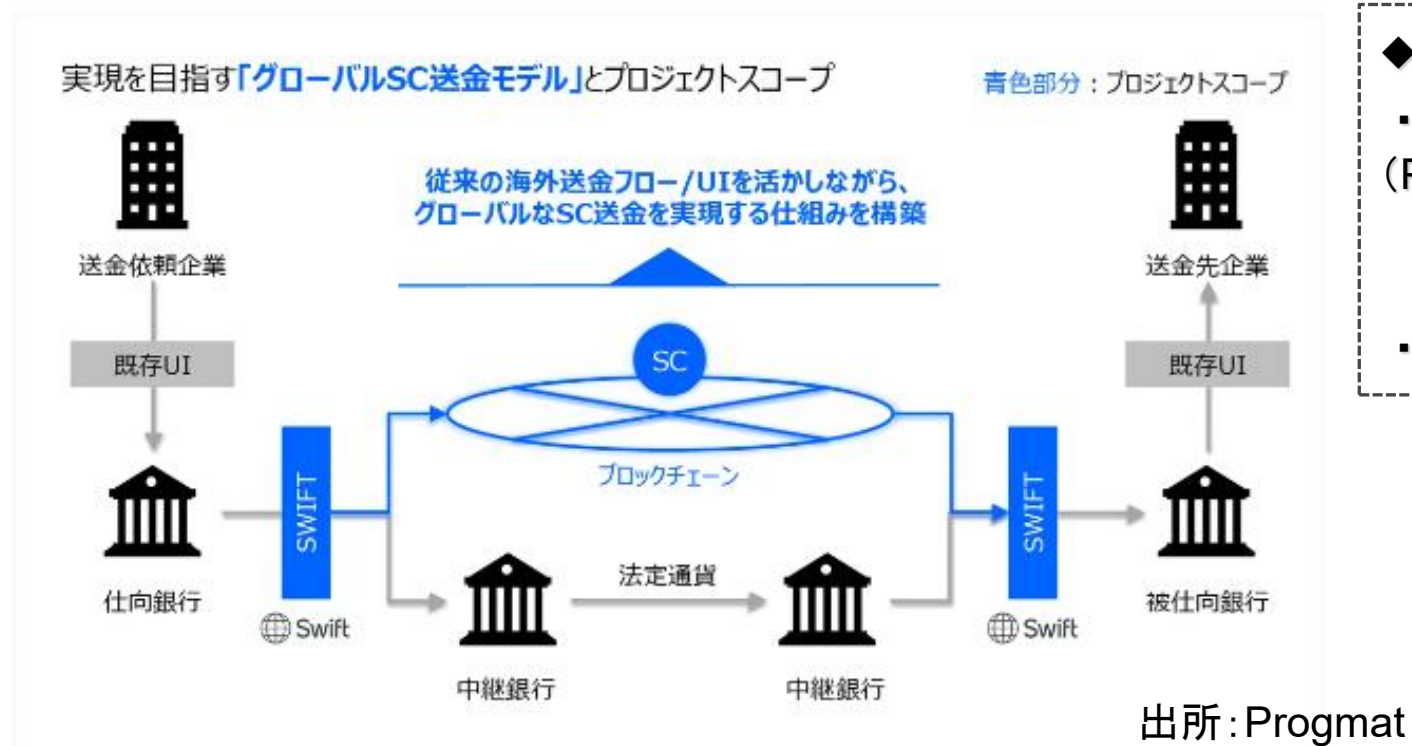 実現を目指す「グローバルSC送金モデル」とプロジェクトスコープ
青色部分：プロジェクトスコープ
従来の海外送金フロー/UIを活かしながら、
グローバルなSC送金を実現する仕組みを構築
送金依頼企業
送金先企業
既存UI
SC
既存UI
ブロックチェーン
SWIFT
SWIFT
法定通貨
仕向銀行
被仕向銀行
Swift
Swift
中継銀行
中継銀行
出所：Progmat
◆
・
・